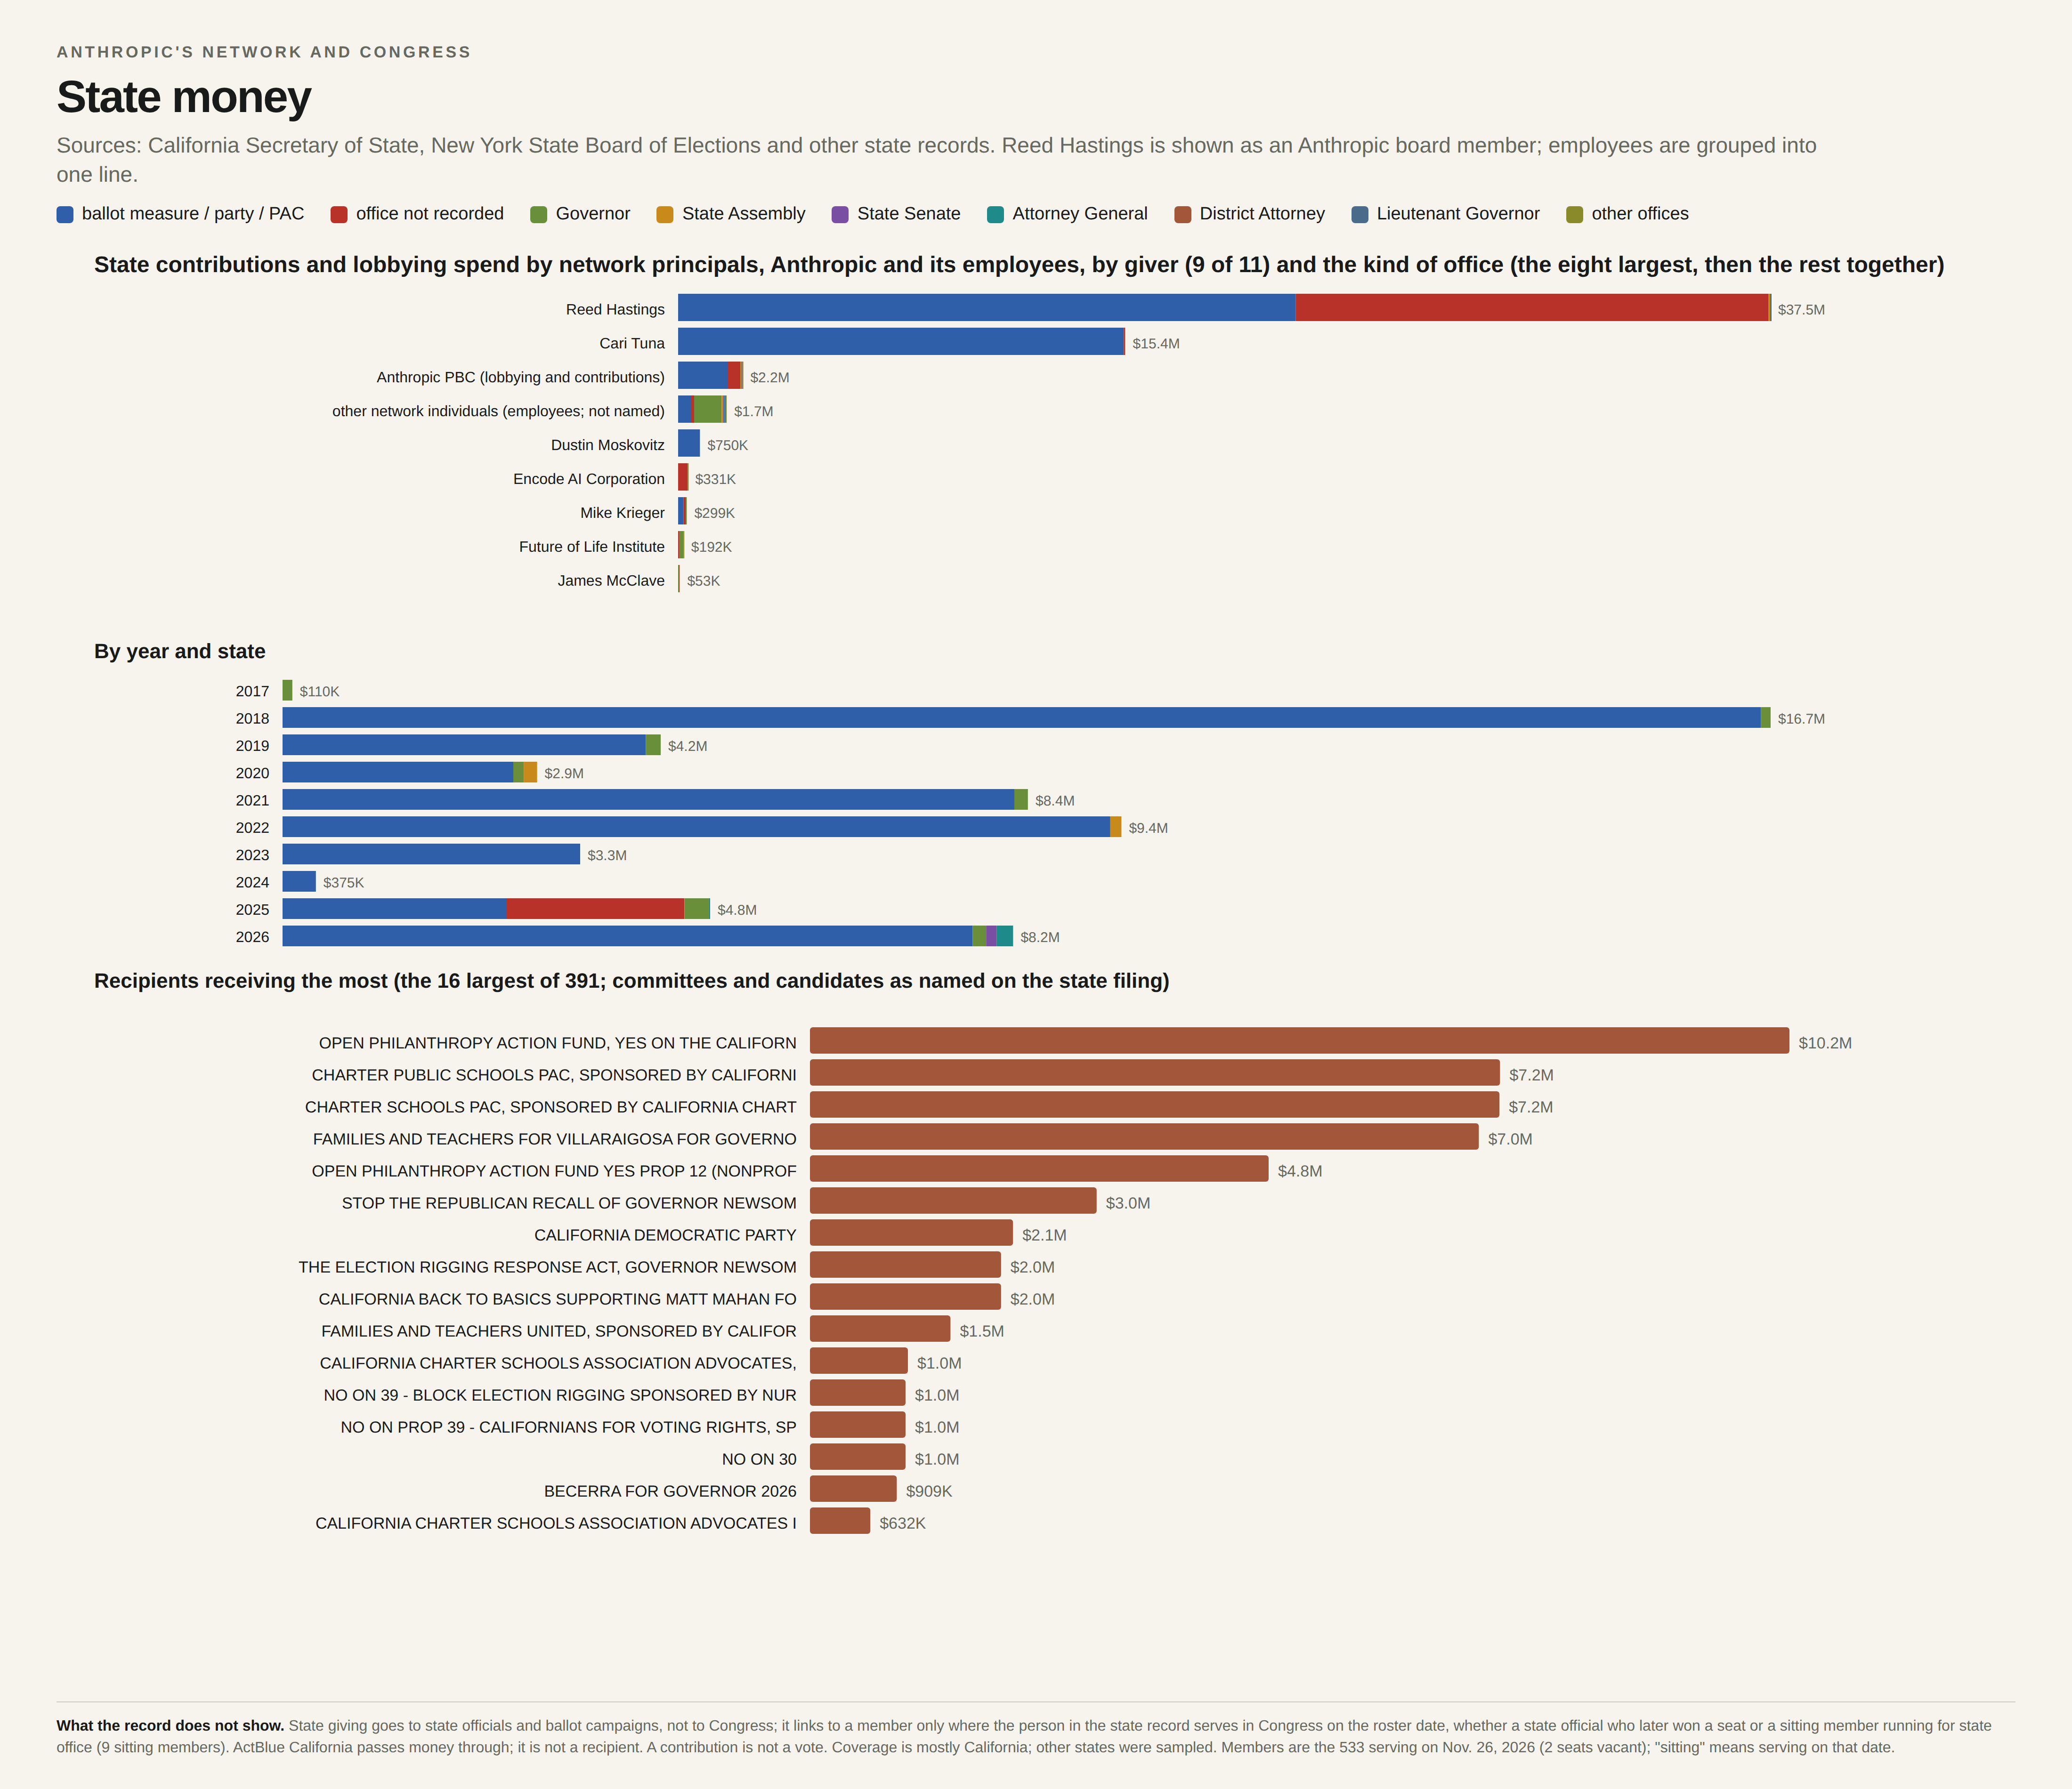 ANTHROPIC'S NETWORK AND CONGRESS
State money
Sources: California Secretary of State, New York State Board of Elections and other state records. Reed Hastings is shown as an Anthropic board member; employees are grouped into
one line.
ballot measure / party / PAC office not recorded Governor State Assembly State Senate Attorney General District Attorney Lieutenant Governor other offices
State contributions and lobbying spend by network principals, Anthropic and its employees, by giver (9 of 11) and the kind of office (the eight largest, then the rest together)
Reed Hastings $37.5M
Cari Tuna $15.4M
Anthropic PBC (lobbying and contributions) $2.2M
other network individuals (employees; not named) $1.7M
Dustin Moskovitz $750K
Encode AI Corporation $331K
Mike Krieger $299K
Future of Life Institute $192K
James McClave $53K
By year and state
2017 $110K
2018 $16.7M
2019 $4.2M
2020 $2.9M
2021 $8.4M
2022 $9.4M
2023 $3.3M
2024 $375K
2025 $4.8M
2026 $8.2M
Recipients receiving the most (the 16 largest of 391; committees and candidates as named on the state filing)
OPEN PHILANTHROPY ACTION FUND, YES ON THE CALIFORN $10.2M
CHARTER PUBLIC SCHOOLS PAC, SPONSORED BY CALIFORNI $7.2M
CHARTER SCHOOLS PAC, SPONSORED BY CALIFORNIA CHART $7.2M
FAMILIES AND TEACHERS FOR VILLARAIGOSA FOR GOVERNO $7.0M
OPEN PHILANTHROPY ACTION FUND YES PROP 12 (NONPROF $4.8M
STOP THE REPUBLICAN RECALL OF GOVERNOR NEWSOM $3.0M
CALIFORNIA DEMOCRATIC PARTY $2.1M
THE ELECTION RIGGING RESPONSE ACT, GOVERNOR NEWSOM $2.0M
CALIFORNIA BACK TO BASICS SUPPORTING MATT MAHAN FO $2.0M
FAMILIES AND TEACHERS UNITED, SPONSORED BY CALIFOR $1.5M
CALIFORNIA CHARTER SCHOOLS ASSOCIATION ADVOCATES, $1.0M
NO ON 39 - BLOCK ELECTION RIGGING SPONSORED BY NUR $1.0M
NO ON PROP 39 - CALIFORNIANS FOR VOTING RIGHTS, SP $1.0M
NO ON 30 $1.0M
BECERRA FOR GOVERNOR 2026 $909K
CALIFORNIA CHARTER SCHOOLS ASSOCIATION ADVOCATES I $632K
What the record does not show. State giving goes to state officials and ballot campaigns, not to Congress; it links to a member only where the person in the state record serves in Congress on the roster date, whether a state official who later won a seat or a sitting member running for state
office (9 sitting members). ActBlue California passes money through; it is not a recipient. A contribution is not a vote. Coverage is mostly California; other states were sampled. Members are the 533 serving on Nov. 26, 2026 (2 seats vacant); "sitting" means serving on that date.